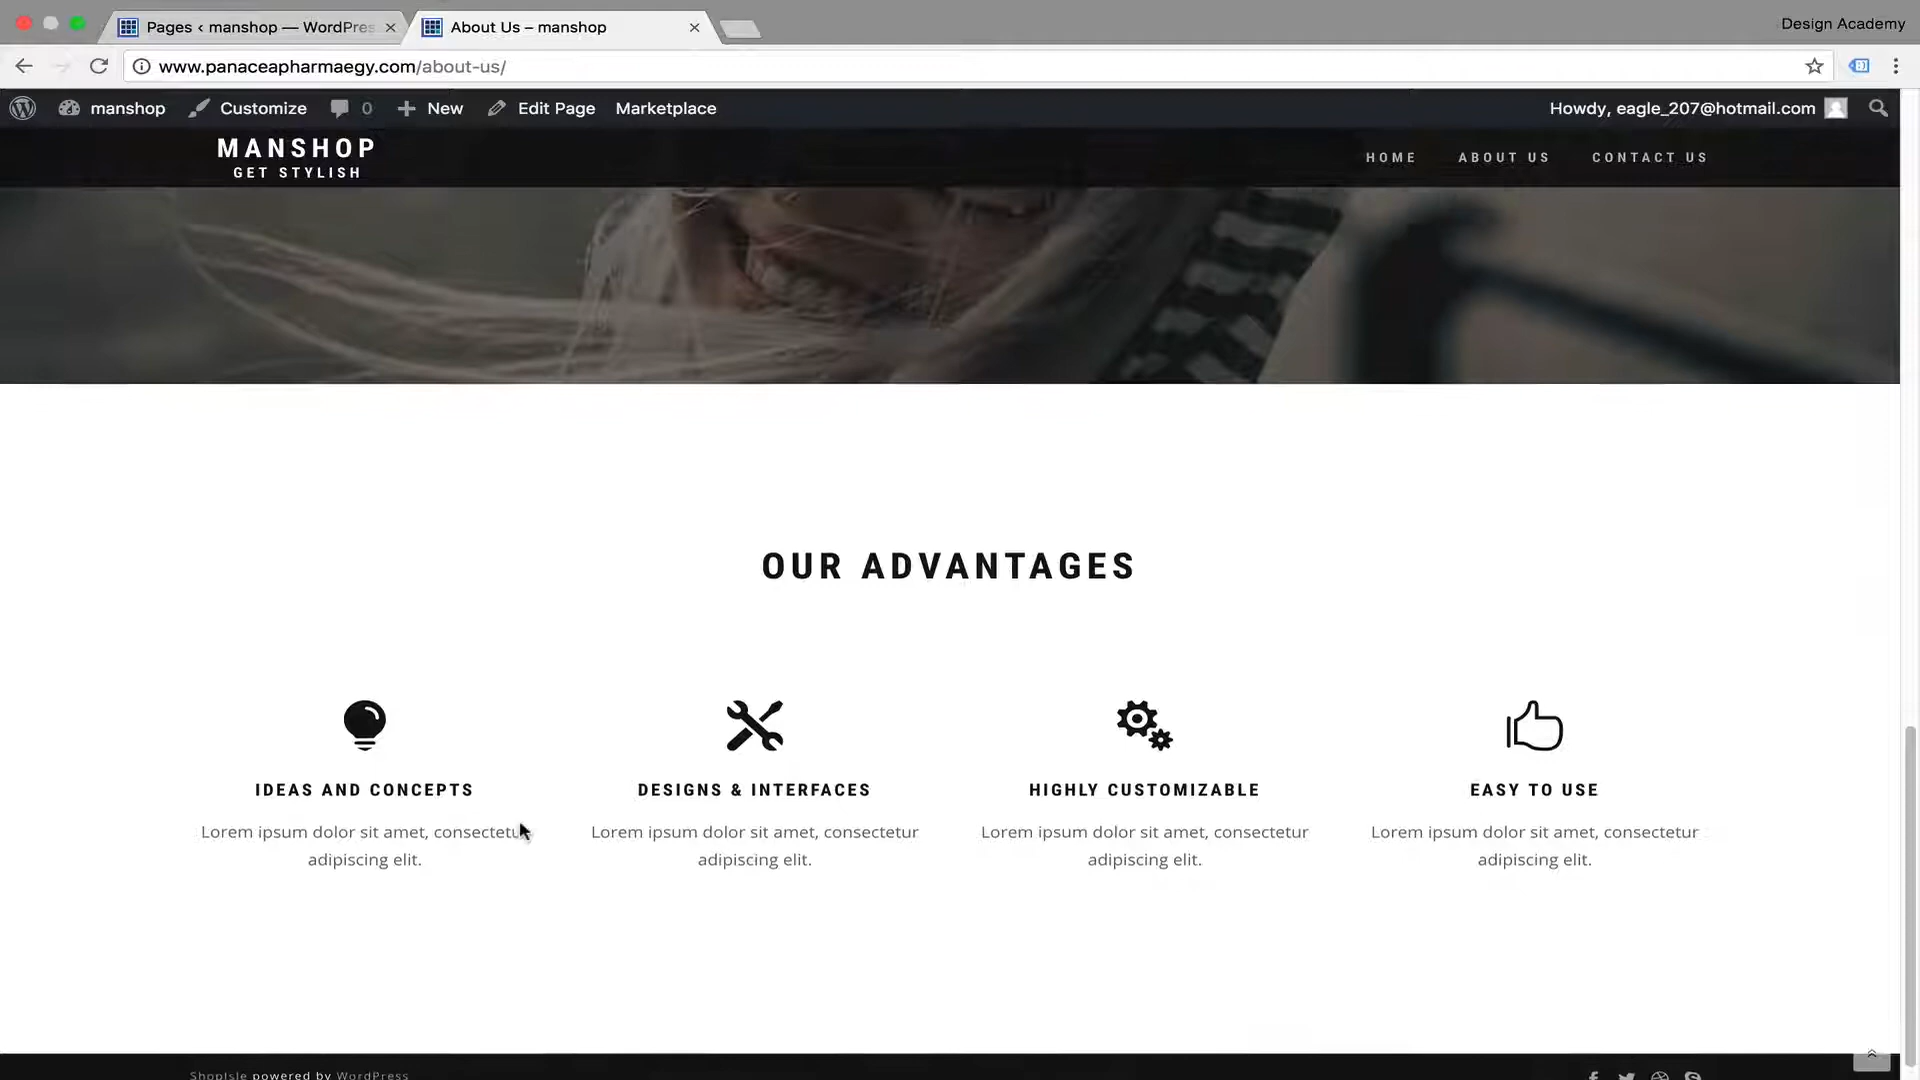 Design Academy
Pages ‹ manshop — WordPres
About Us – manshop
www.panaceapharmaegy.com/about-us/
manshop Customize 0 New Edit Page Marketplace Howdy, eagle_207@hotmail.com
MANSHOP
GET STYLISH
HOME ABOUT US CONTACT US
OUR ADVANTAGES
IDEAS AND CONCEPTS
Lorem ipsum dolor sit amet, consectetur
adipiscing elit.
DESIGNS & INTERFACES
Lorem ipsum dolor sit amet, consectetur
adipiscing elit.
HIGHLY CUSTOMIZABLE
Lorem ipsum dolor sit amet, consectetur
adipiscing elit.
EASY TO USE
Lorem ipsum dolor sit amet, consectetur
adipiscing elit.
ShopIsle powered by WordPress